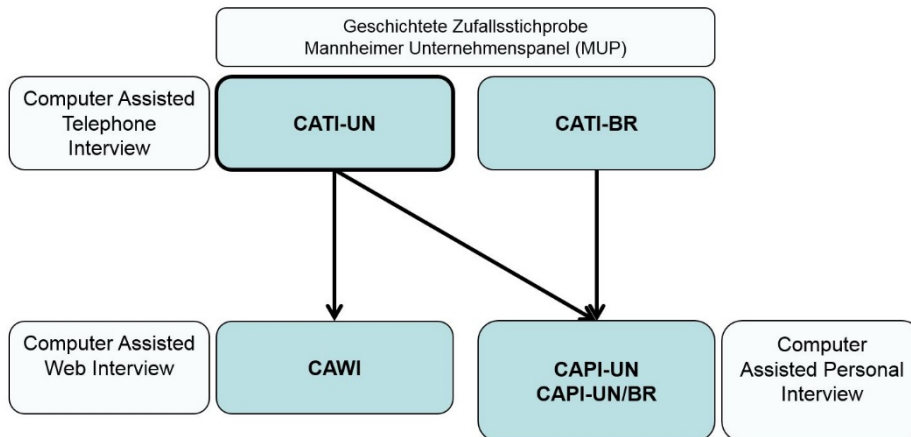 Geschichtete Zufallsstichprobe
Mannheimer Unternehmenspanel (MUP)
Computer Assisted
Telephone
Interview
CATI-UN
CATI-BR
Computer Assisted
Web Interview
CAWI
CAPI-UN
CAPI-UN/BR
Computer
Assisted Personal
Interview